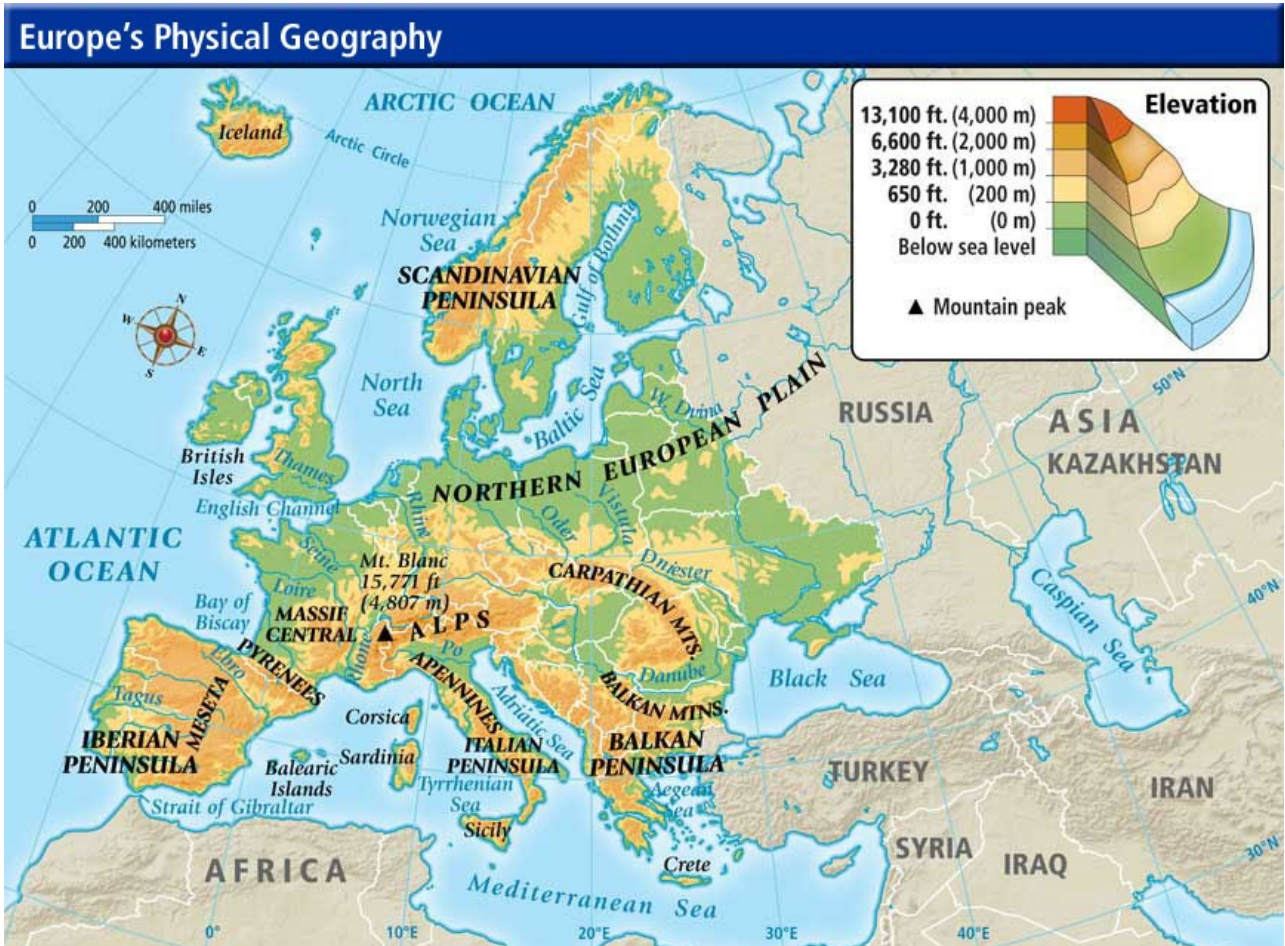 Europe's Physical Geography
ARCTIC OCEAN
Iceland
Arctic Circle
0 200 400 miles
0 200 400 kilometers
N
W
E
S
Norwegian
Sea
SCANDINAVIAN
PENINSULA
Gulf of Bothnia
Elevation
13,100 ft. (4,000 m)
6,600 ft. (2,000 m)
3,280 ft. (1,000 m)
650 ft. (200 m)
0 ft. (0 m)
Below sea level
▲ Mountain peak
North
Sea
Baltic Sea
W. Dvina
NORTHERN EUROPEAN PLAIN
RUSSIA
ASIA
KAZAKHSTAN
50°N
British
Isles
Thames
English Channel
Rhine
Oder
Vistula
ATLANTIC
OCEAN
Seine
Loire
Mt. Blanc
15,771 ft
(4,807 m)
Dniester
CARPATHIAN MTS.
Caspian Sea
40°N
Bay of
Biscay
MASSIF
CENTRAL
ALPS
Po
Rhone
Ebro
PYRENEES
Tagus
MESETA
IBERIAN
PENINSULA
APENNINES
Adriatic Sea
ITALIAN
PENINSULA
Danube
BALKAN MTNS.
BALKAN
PENINSULA
Black Sea
Corsica
Sardinia
Balearic
Islands
Tyrrhenian
Sea
Aegean
Sea
TURKEY
IRAN
Strait of Gibraltar
Sicily
Crete
SYRIA
IRAQ
30°N
AFRICA
Mediterranean Sea
0°
10°E
20°E
30°E
40°E